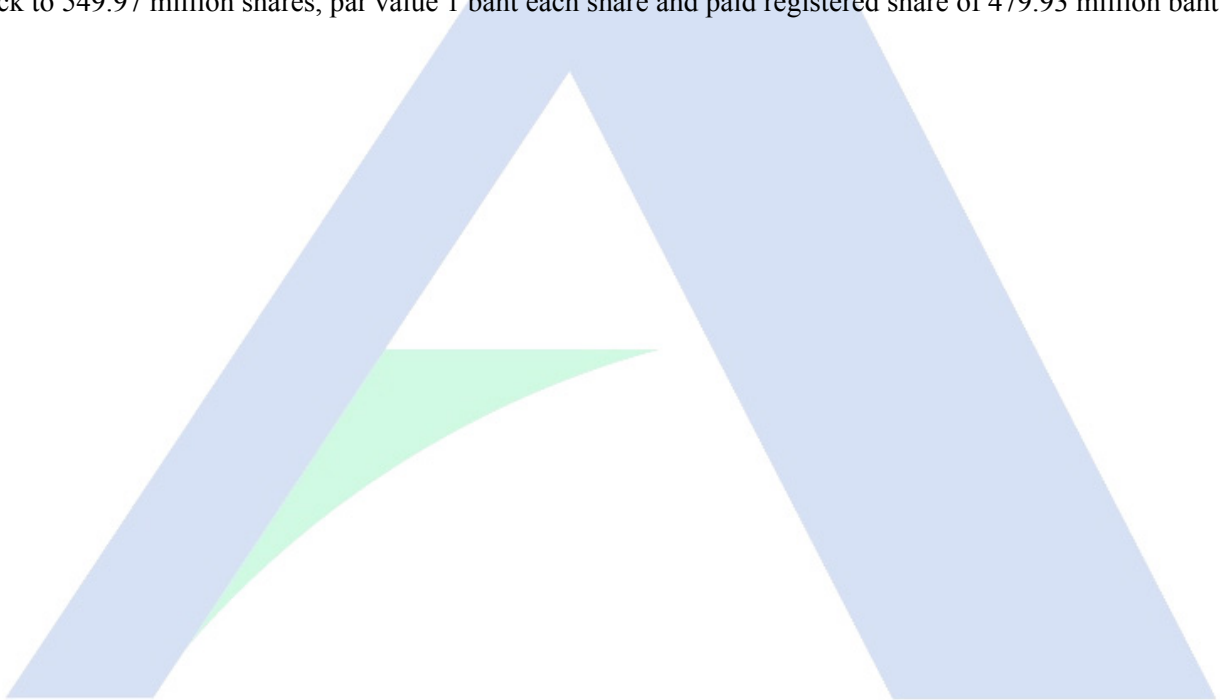 ck to 549.97 million shares, par value 1 baht each share and paid registered share of 479.93 million baht